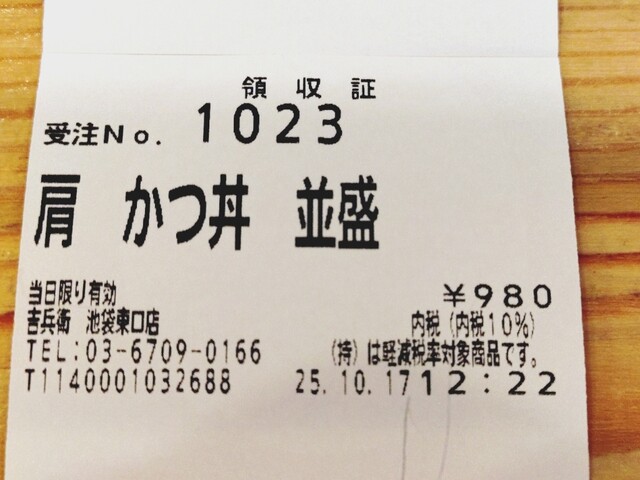 領収証
受注No. 1023
肩 かつ丼 並盛
当日限り有効 ¥980
吉兵衛 池袋東口店 内税(内税10%)
TEL:03-6709-0166 (持)は軽減税率対象商品です。
T1140001032688 25.10.17 12:22